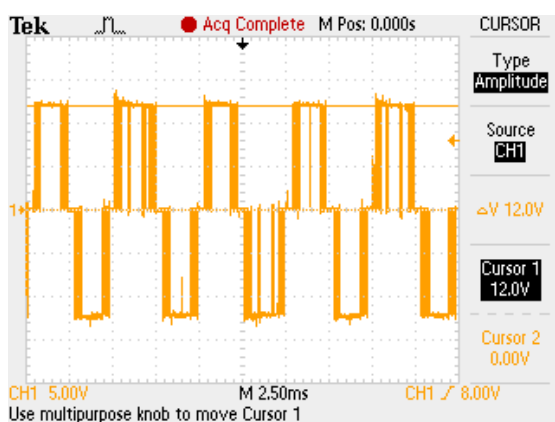 Tek Acq Complete M Pos: 0.000s CURSOR
Type
Amplitude
Source
CH1
1
△V 12.0V
Cursor 1
12.0V
Cursor 2
0.00V
CH1 5.00V M 2.50ms CH1 8.00V
Use multipurpose knob to move Cursor 1